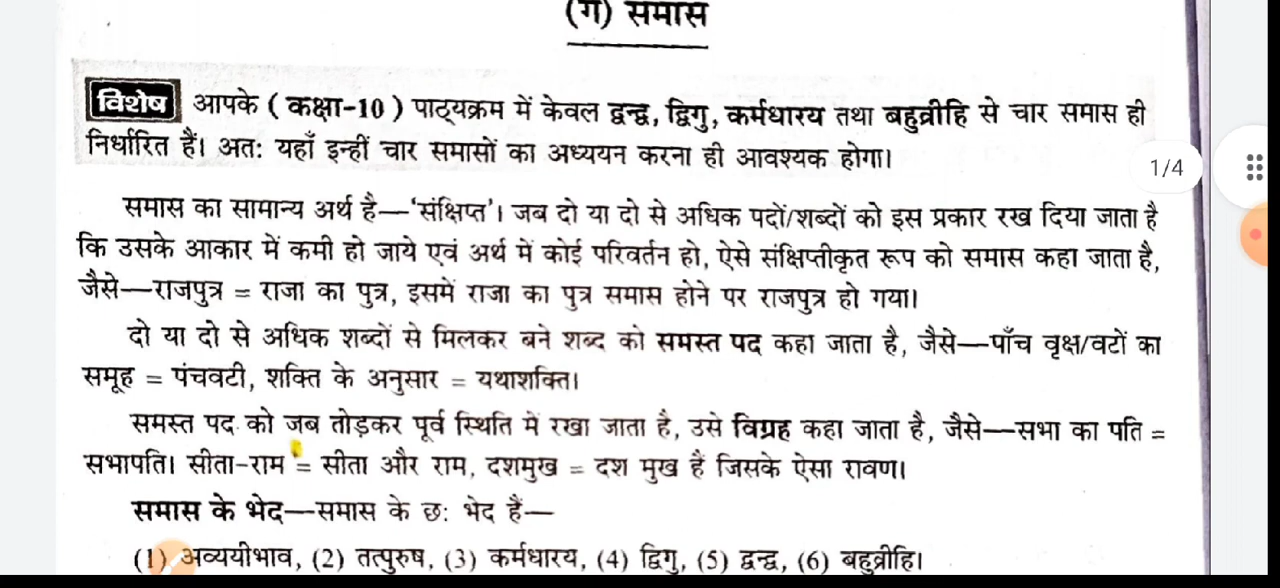 (ग) समास
विशेष आपके ( कक्षा-10 ) पाठ्यक्रम में केवल द्वन्द्व, द्विगु, कर्मधारय तथा बहुव्रीहि से चार समास ही
निर्धारित हैं। अतः यहाँ इन्हीं चार समासों का अध्ययन करना ही आवश्यक होगा।
1/4
समास का सामान्य अर्थ है—‘संक्षिप्त’। जब दो या दो से अधिक पदों/शब्दों को इस प्रकार रख दिया जाता है
कि उसके आकार में कमी हो जाये एवं अर्थ में कोई परिवर्तन हो, ऐसे संक्षिप्तीकृत रूप को समास कहा जाता है,
जैसे—राजपुत्र = राजा का पुत्र, इसमें राजा का पुत्र समास होने पर राजपुत्र हो गया।
दो या दो से अधिक शब्दों से मिलकर बने शब्द को समस्त पद कहा जाता है, जैसे—पाँच वृक्ष/वटों का
समूह = पंचवटी, शक्ति के अनुसार = यथाशक्ति।
समस्त पद को जब तोड़कर पूर्व स्थिति में रखा जाता है, उसे विग्रह कहा जाता है, जैसे—सभा का पति =
सभापति। सीता-राम = सीता और राम, दशमुख = दश मुख हैं जिसके ऐसा रावण।
समास के भेद—समास के छः भेद हैं—
(1) अव्ययीभाव, (2) तत्पुरुष, (3) कर्मधारय, (4) द्विगु, (5) द्वन्द्व, (6) बहुव्रीहि।